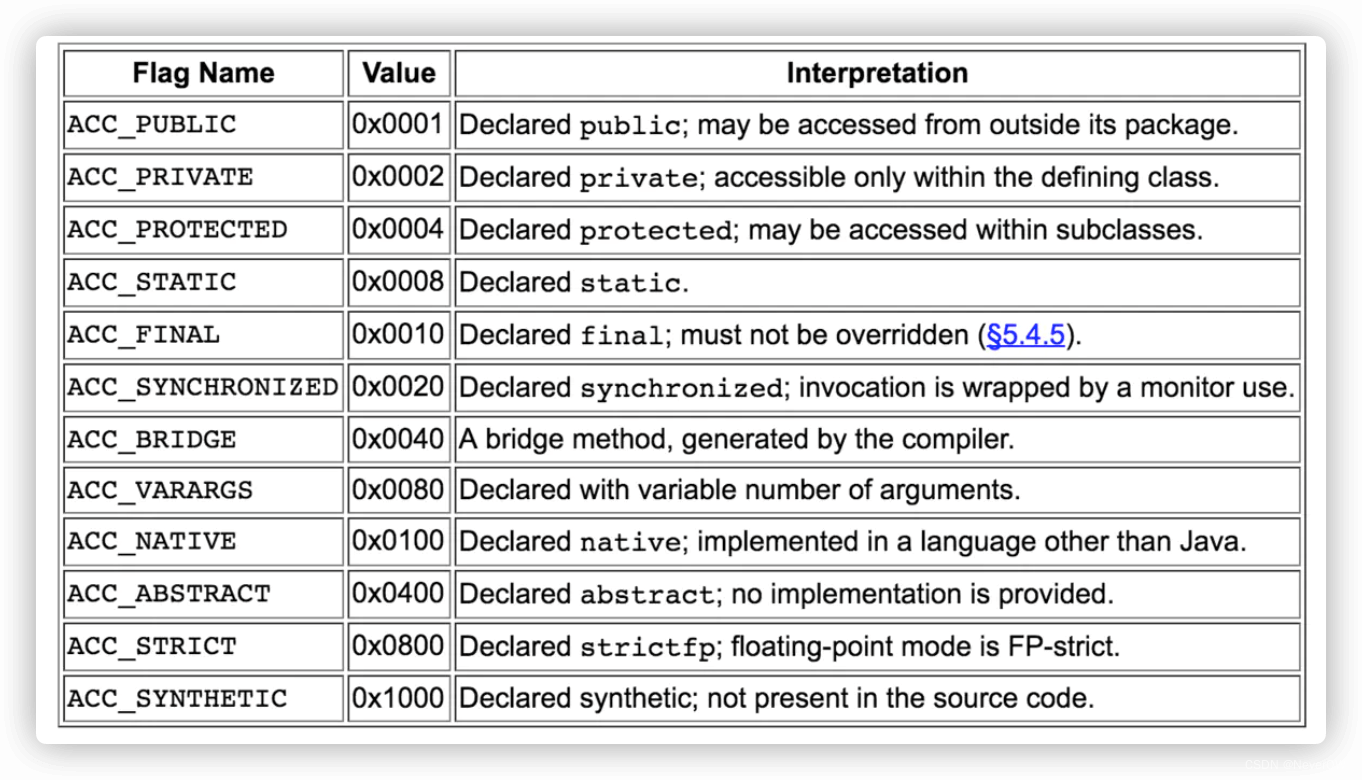 Flag Name Value Interpretation
ACC_PUBLIC 0x0001 Declared public; may be accessed from outside its package.
ACC_PRIVATE 0x0002 Declared private; accessible only within the defining class.
ACC_PROTECTED 0x0004 Declared protected; may be accessed within subclasses.
ACC_STATIC 0x0008 Declared static.
ACC_FINAL 0x0010 Declared final; must not be overridden (§5.4.5).
ACC_SYNCHRONIZED 0x0020 Declared synchronized; invocation is wrapped by a monitor use.
ACC_BRIDGE 0x0040 A bridge method, generated by the compiler.
ACC_VARARGS 0x0080 Declared with variable number of arguments.
ACC_NATIVE 0x0100 Declared native; implemented in a language other than Java.
ACC_ABSTRACT 0x0400 Declared abstract; no implementation is provided.
ACC_STRICT 0x0800 Declared strictfp; floating-point mode is FP-strict.
ACC_SYNTHETIC 0x1000 Declared synthetic; not present in the source code.
CSDN